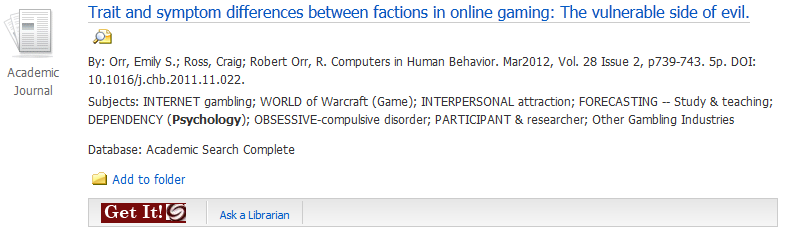 Trait and symptom differences between factions in online gaming: The vulnerable side of evil.
Academic
Journal
By: Orr, Emily S.; Ross, Craig; Robert Orr, R. Computers in Human Behavior. Mar2012, Vol. 28 Issue 2, p739-743. 5p. DOI:
10.1016/j.chb.2011.11.022.
Subjects: INTERNET gambling; WORLD of Warcraft (Game); INTERPERSONAL attraction; FORECASTING -- Study & teaching;
DEPENDENCY (Psychology); OBSESSIVE-compulsive disorder; PARTICIPANT & researcher; Other Gambling Industries
Database: Academic Search Complete
Add to folder
Get It! Ask a Librarian